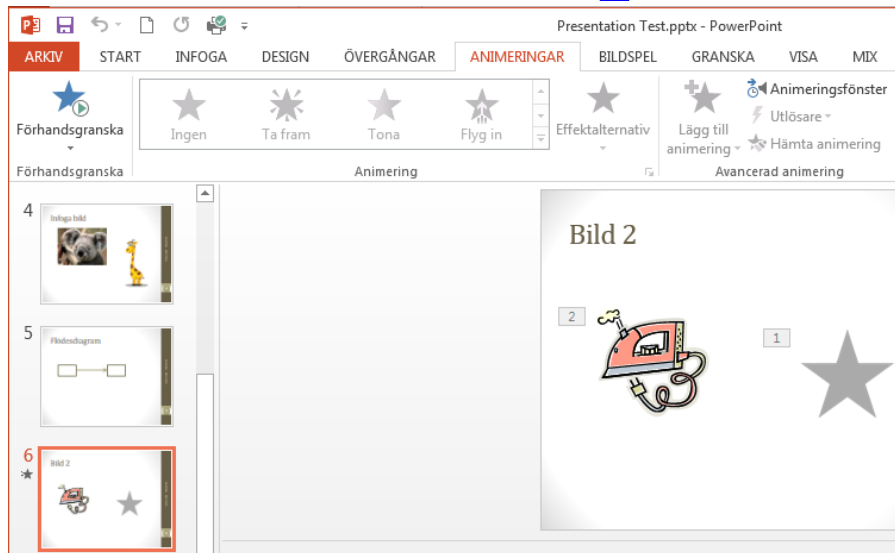 Presentation Test.pptx - PowerPoint
ARKIV START INFOGA DESIGN ÖVERGÅNGAR ANIMERINGAR BILDSPEL GRANSKA VISA MIX
Förhandsgranska
Ingen
Ta fram
Tona
Flyg in
Effektalternativ
Lägg till
animering
Animeringsfönster
Utlösare
Hämta animering
Förhandsgranska
Animering
Avancerad animering
4
Infoga bild
5
Flödesdiagram
6
Bild 2
Bild 2
2
1